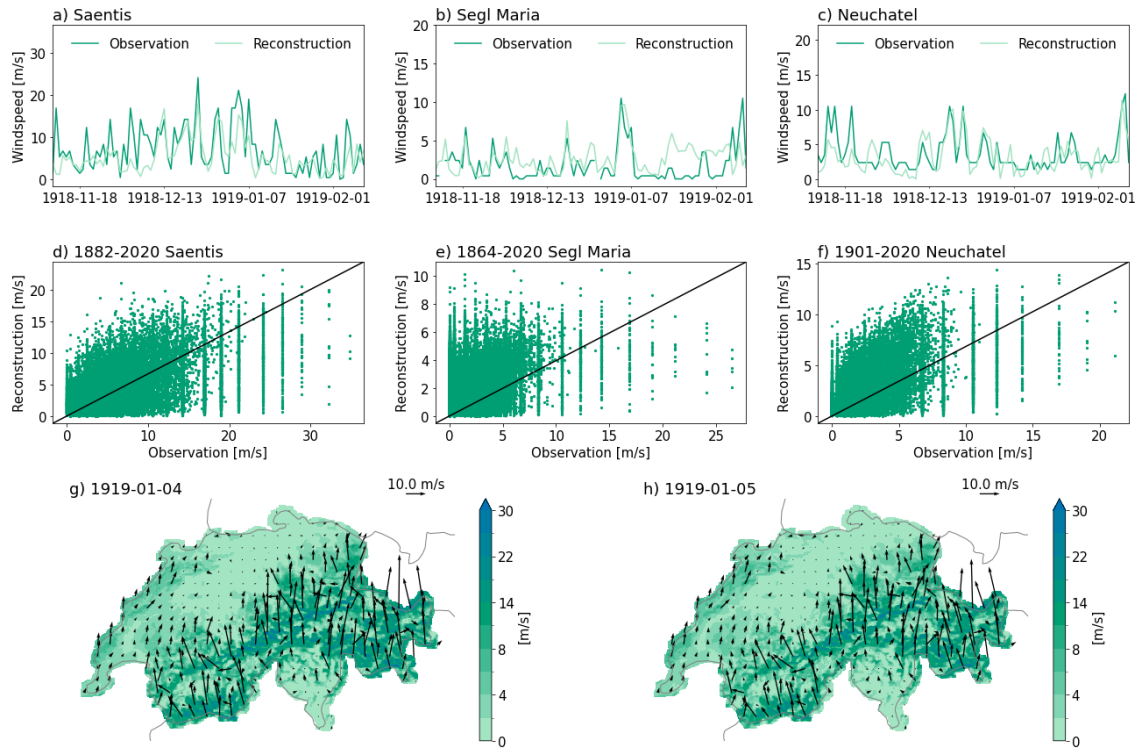 a) Saentis
b) Segl Maria
c) Neuchatel
Windspeed [m/s]
30
20
10
0
Observation
Reconstruction
1918-11-18
1918-12-13
1919-01-07
1919-02-01
Windspeed [m/s]
20
15
10
5
0
Observation
Reconstruction
1918-11-18
1918-12-13
1919-01-07
1919-02-01
Windspeed [m/s]
20
15
10
5
0
Observation
Reconstruction
1918-11-18
1918-12-13
1919-01-07
1919-02-01
d) 1882-2020 Saentis
e) 1864-2020 Segl Maria
f) 1901-2020 Neuchatel
Reconstruction [m/s]
20
15
10
5
0
0
10
20
30
Observation [m/s]
Reconstruction [m/s]
10
8
6
4
2
0
0
5
10
15
20
25
Observation [m/s]
Reconstruction [m/s]
15
10
5
0
0
5
10
15
20
Observation [m/s]
g) 1919-01-04
10.0 m/s
30
22
14
8
4
0
[m/s]
h) 1919-01-05
10.0 m/s
30
22
14
8
4
0
[m/s]